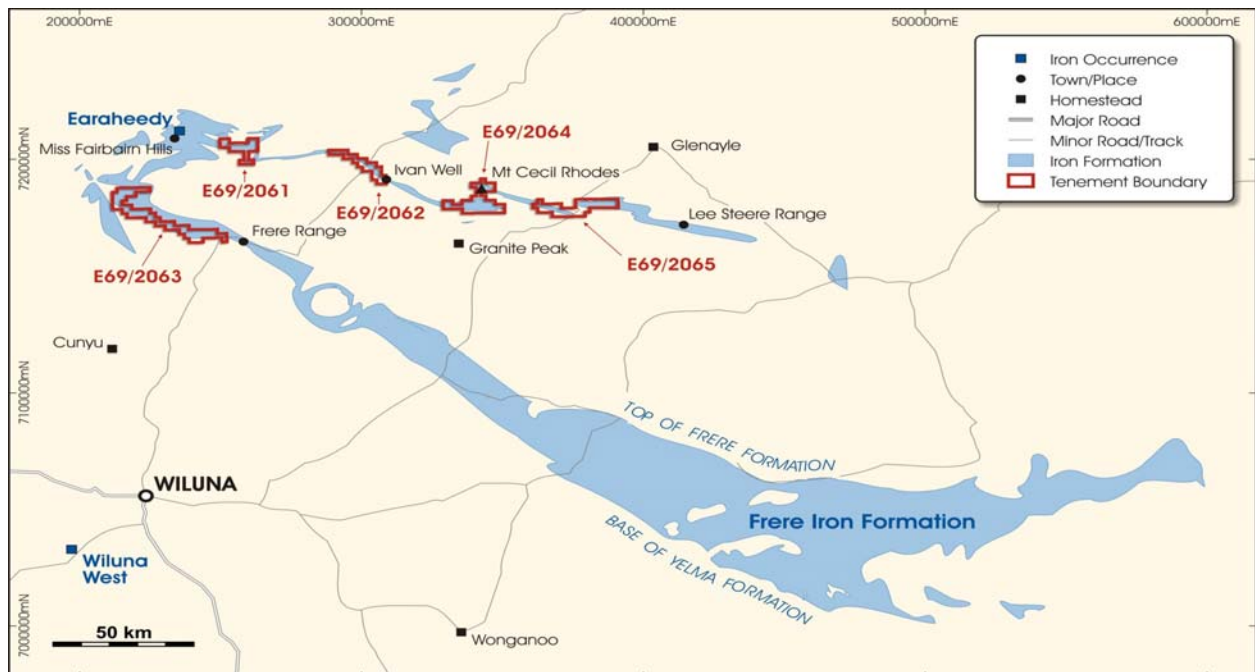 200000mE
300000mE
400000mE
500000mE
600000mE
Iron Occurrence
Town/Place
Homestead
Major Road
Minor Road/Track
Iron Formation
Tenement Boundary
Earaheedy
Miss Fairbairn Hills
E69/2061
E69/2062
E69/2063
E69/2064
E69/2065
Ivan Well
Mt Cecil Rhodes
Glenayle
Lee Steere Range
Granite Peak
Frere Range
7200000mN
Cunyu
7100000mN
TOP OF FRERE FORMATION
WILUNA
Frere Iron Formation
BASE OF YELMA FORMATION
Wiluna
West
7000000mN
50 km
Wonganoo